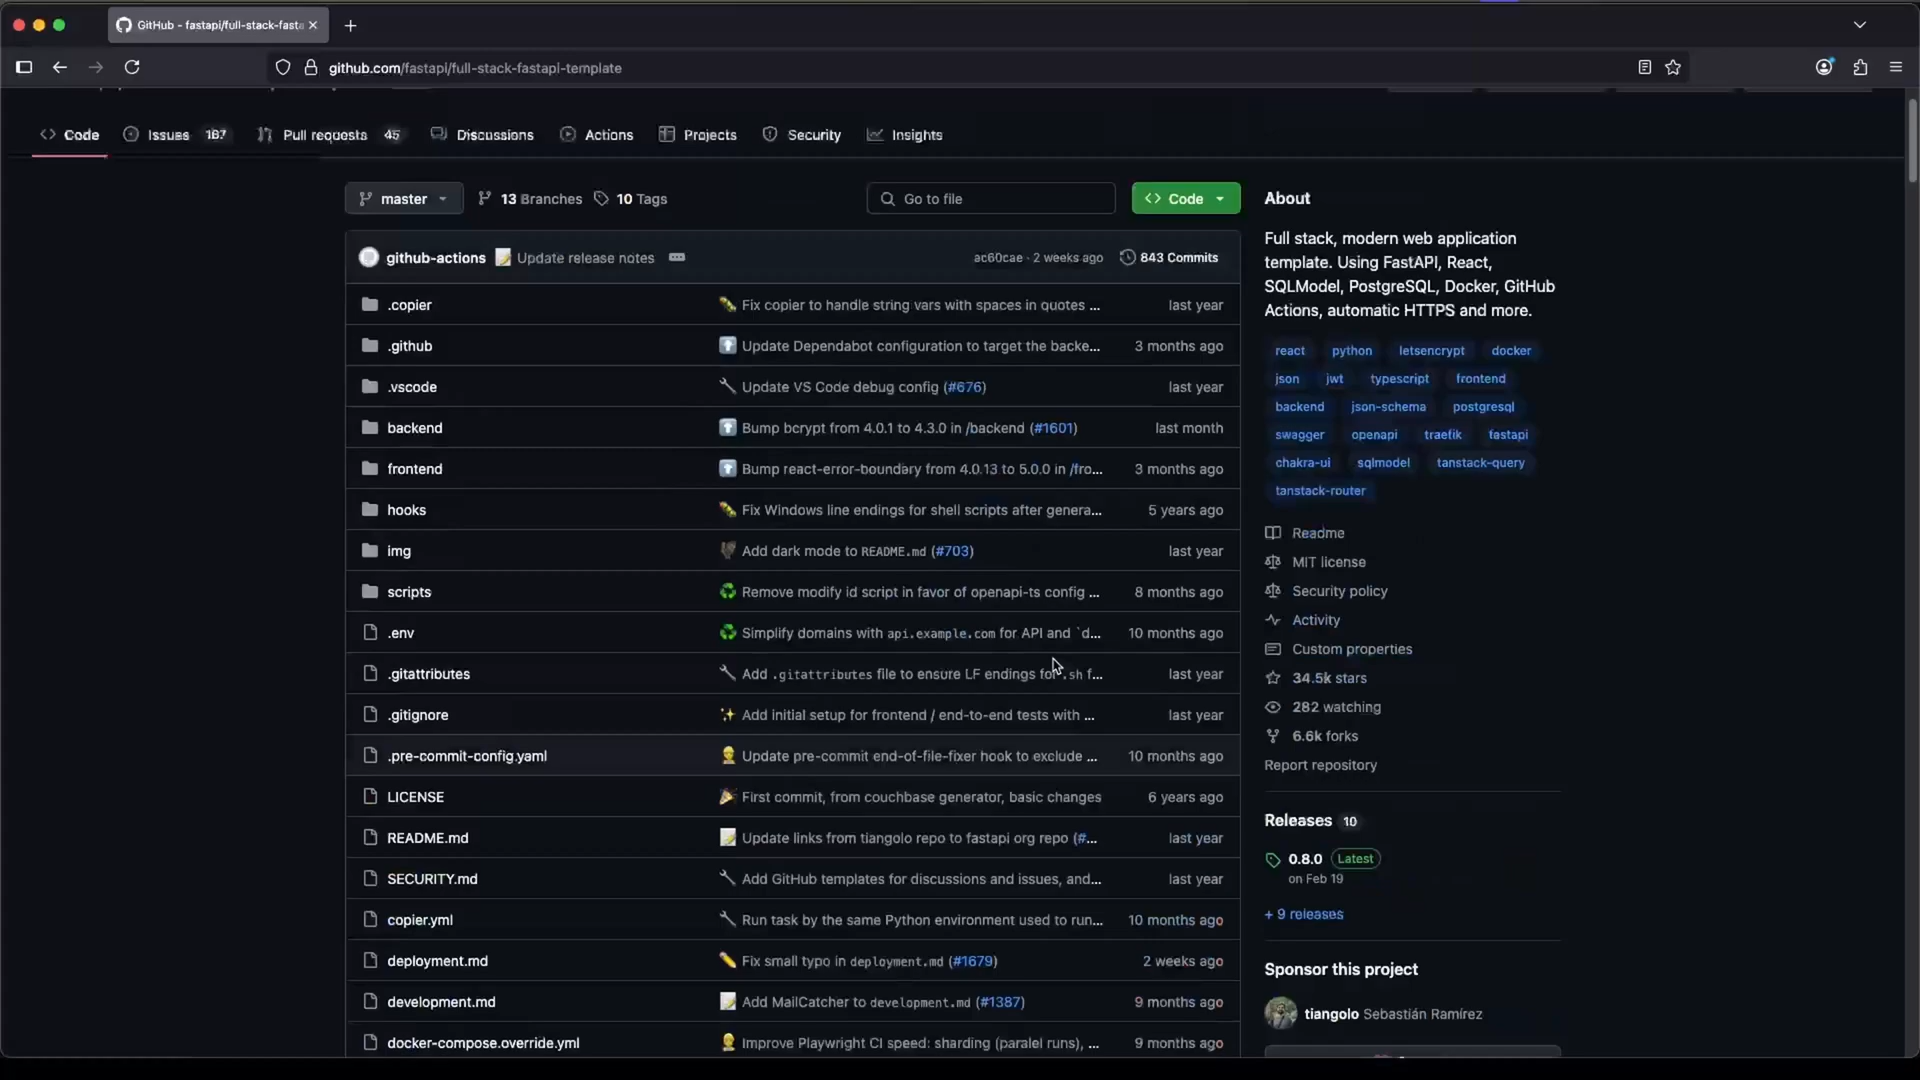 GitHub - fastapi/full-stack-fasta
github.com/fastapi/full-stack-fastapi-template
Code
Issues 167
Pull requests 45
Discussions
Actions
Projects
Security
Insights
master
13 Branches
10 Tags
Go to file
Code
github-actions Update release notes
ac60cae · 2 weeks ago
843 Commits
.copier Fix copier to handle string vars with spaces in quotes ... last year
.github Update Dependabot configuration to target the backe... 3 months ago
.vscode Update VS Code debug config (#676) last year
backend Bump bcrypt from 4.0.1 to 4.3.0 in /backend (#1601) last month
frontend Bump react-error-boundary from 4.0.13 to 5.0.0 in /fro... 3 months ago
hooks Fix Windows line endings for shell scripts after genera... 5 years ago
img Add dark mode to README.md (#703) last year
scripts Remove modify id script in favor of openapi-ts config ... 8 months ago
.env Simplify domains with api.example.com for API and `d... 10 months ago
.gitattributes Add .gitattributes file to ensure LF endings for .sh f... last year
.gitignore Add initial setup for frontend / end-to-end tests with ... last year
.pre-commit-config.yaml Update pre-commit end-of-file-fixer hook to exclude ... 10 months ago
LICENSE First commit, from couchbase generator, basic changes 6 years ago
README.md Update links from tiangolo repo to fastapi org repo (#... last year
SECURITY.md Add GitHub templates for discussions and issues, and... last year
copier.yml Run task by the same Python environment used to run... 10 months ago
deployment.md Fix small typo in deployment.md (#1679) 2 weeks ago
development.md Add MailCatcher to development.md (#1387) 9 months ago
docker-compose.override.yml Improve Playwright CI speed: sharding (paralel runs), ... 9 months ago
About
Full stack, modern web application
template. Using FastAPI, React,
SQLModel, PostgreSQL, Docker, GitHub
Actions, automatic HTTPS and more.
react python letsencrypt docker
json jwt typescript frontend
backend json-schema postgresql
swagger openapi traefik fastapi
chakra-ui sqlmodel tanstack-query
tanstack-router
Readme
MIT license
Security policy
Activity
Custom properties
34.5k stars
282 watching
6.6k forks
Report repository
Releases 10
0.8.0 Latest
on Feb 19
+ 9 releases
Sponsor this project
tiangolo Sebastián Ramírez